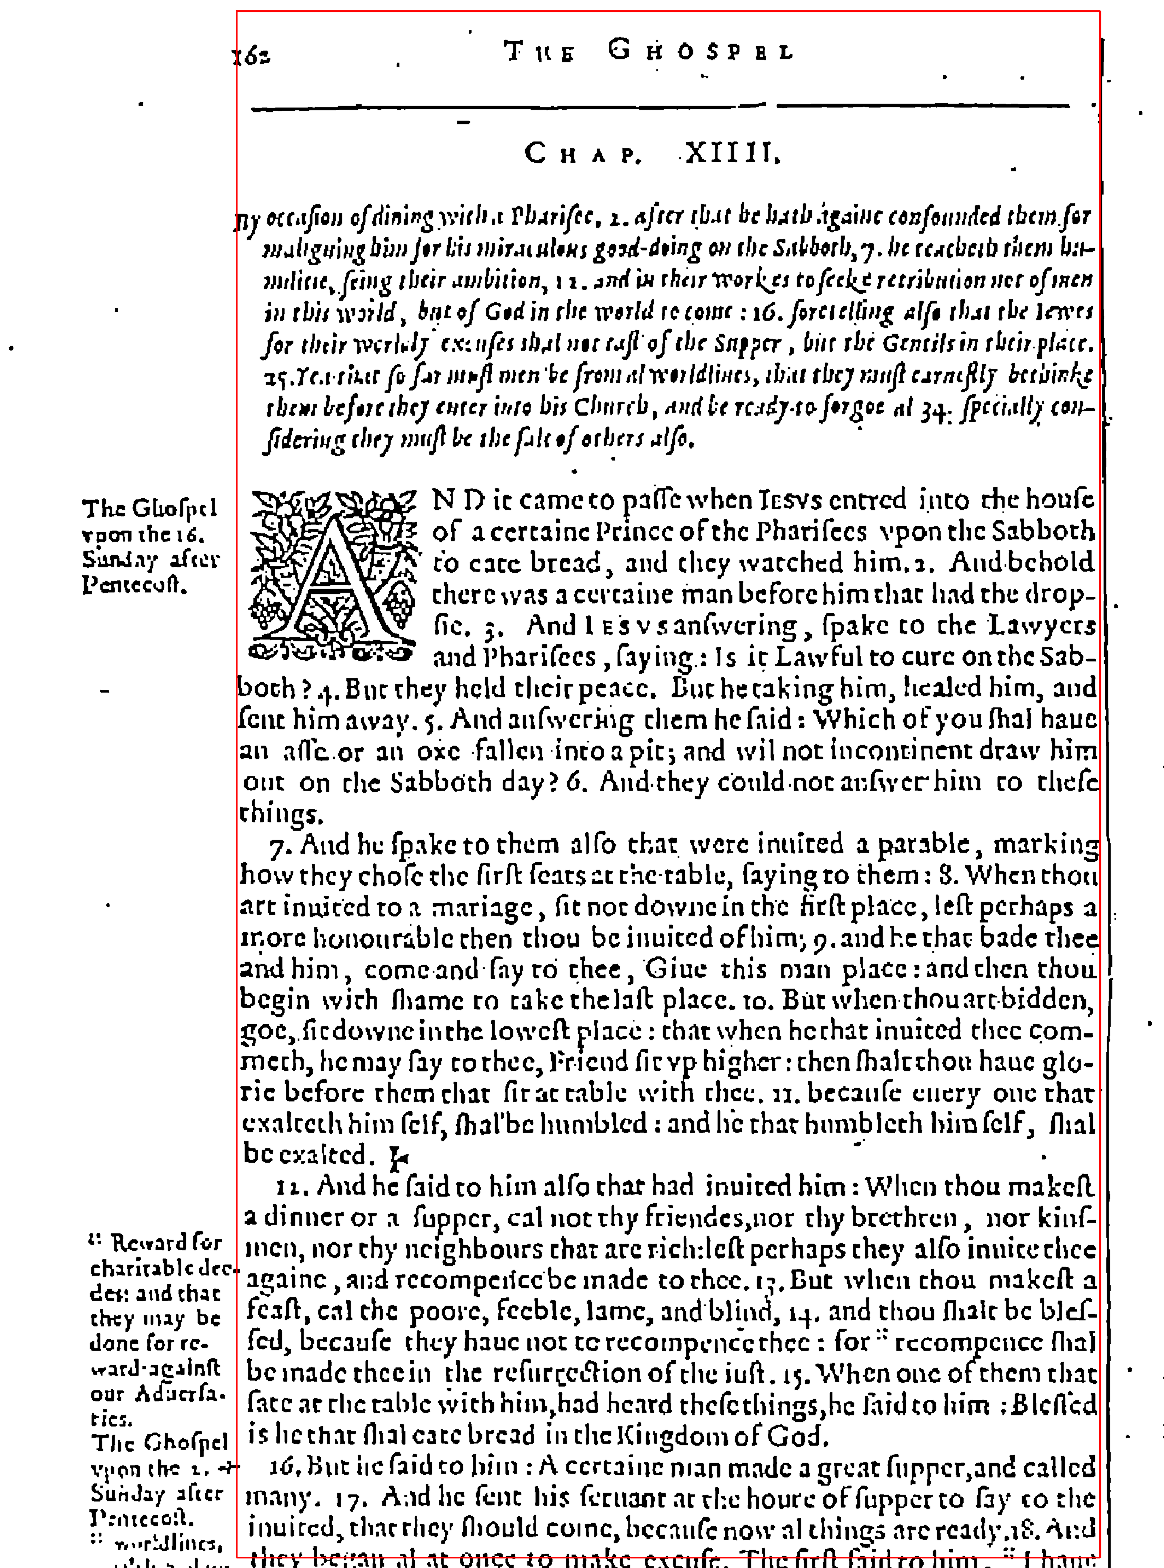 162 THE GHOSPEL
CHAP. XIIII.
By occasion of dining with a Pharisee, 2. after that he hath againe confounded them for
maligning him for his miraculous good-doing on the Sabboth, 7. he teacheth them hu-
militie, seing their ambition, 12. and in their workes to seeke retribution not of men
in this world, but of God in the world to come: 16. foretelling also that the Iewes
for their worldly excuses shal not tast of the Supper, but the Gentils in their place.
25. Yea that so far must men be from al worldlines, that they must earnestly bethinke
them before they enter into his Church, and be ready to forgoe al 34. specially con-
sidering they must be the salt of others also.
The Ghoſpel
vpon the 16.
Sunday after
Pentecoſt.
AND it came to paſſe when IESVS entred into the houſe
of a certaine Prince of the Phariſees vpon the Sabboth
to eate bread, and they watched him. 2. And behold
there was a certaine man before him that had the drop-
ſie. 3. And IESVS anſwering, ſpake to the Lawyers
and Phariſees, ſaying: Is it Lawful to cure on the Sab-
both? 4. But they held their peace. But he taking him, healed him, and
ſent him away. 5. And anſwering them he ſaid: Which of you ſhal haue
an aſſe or an oxe fallen into a pit; and wil not incontinent draw him
out on the Sabboth day? 6. And they could not anſwer him to theſe
things.
7. And he ſpake to them alſo that were inuited a parable, marking
how they choſe the firſt ſeats at the table, ſaying to them: 8. When thou
art inuited to a mariage, ſit not downe in the firſt place, leſt perhaps a
more honourable then thou be inuited of him; 9. and he that bade thee
and him, come and ſay to thee, Giue this man place: and then thou
begin with ſhame to take the laſt place. 10. But when thou art bidden,
goe, ſit downe in the loweſt place: that when he that inuited thee com-
meth, he may ſay to thee, Friend ſit vp higher: then ſhalt thou haue glo-
rie before them that ſit at table with thee. 11. becauſe euery one that
exalteth him ſelf, ſhal be humbled: and he that humbleth him ſelf, ſhal
be exalted.
12. And he ſaid to him alſo that had inuited him: When thou makeſt
a dinner or a ſupper, cal not thy friendes, nor thy brethren, nor kinſ-
men, nor thy neighbours that are rich: leſt perhaps they alſo inuite thee
againe, and recompenſe be made to thee. 13. But when thou makeſt a
feaſt, cal the poore, feeble, lame, and blind, 14. and thou ſhalt be bleſ-
ſed, becauſe they haue not to recompence thee: for " recompence ſhal
be made thee in the reſurrection of the iuſt. 15. When one of them that
ſate at the table with him, had heard theſe things, he ſaid to him: Bleſſed
is he that ſhal eate bread in the Kingdom of God.
" Reward for
charitable dee-
des: and that
they may be
done for re-
ward againſt
our Aduerſa-
ries.
The Ghoſpel
vpon the 2.
Sunday after
Pentecoſt.
" worldlines,
16. But he ſaid to him: A certaine man made a great ſupper, and called
many. 17. And he ſent his ſeruant at the houre of ſupper to ſay to the
inuited, that they ſhould come, becauſe now al things are ready. 18. And
they began al at once to make excuſe. The firſt ſaid to him, " I haue